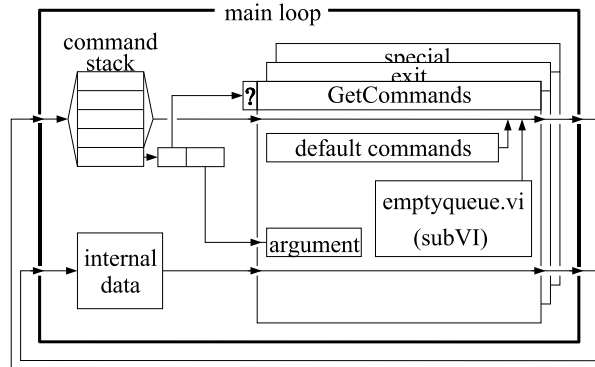 main loop
command
stack
special
exit
?
GetCommands
default commands
emptyqueue.vi
(subVI)
argument
internal
data